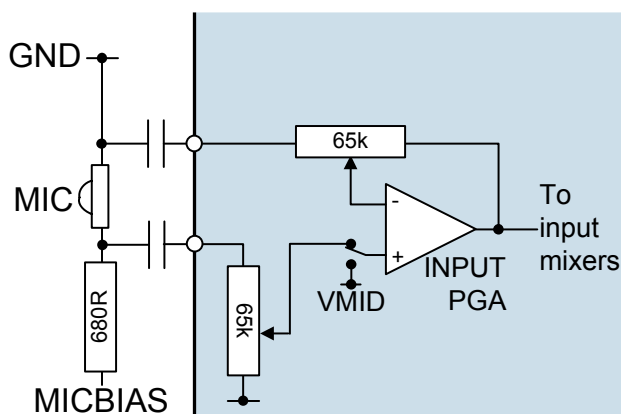 GND
65k
MIC
-
+
To
input
mixers
INPUT
PGA
VMID
680R
65k
MICBIAS